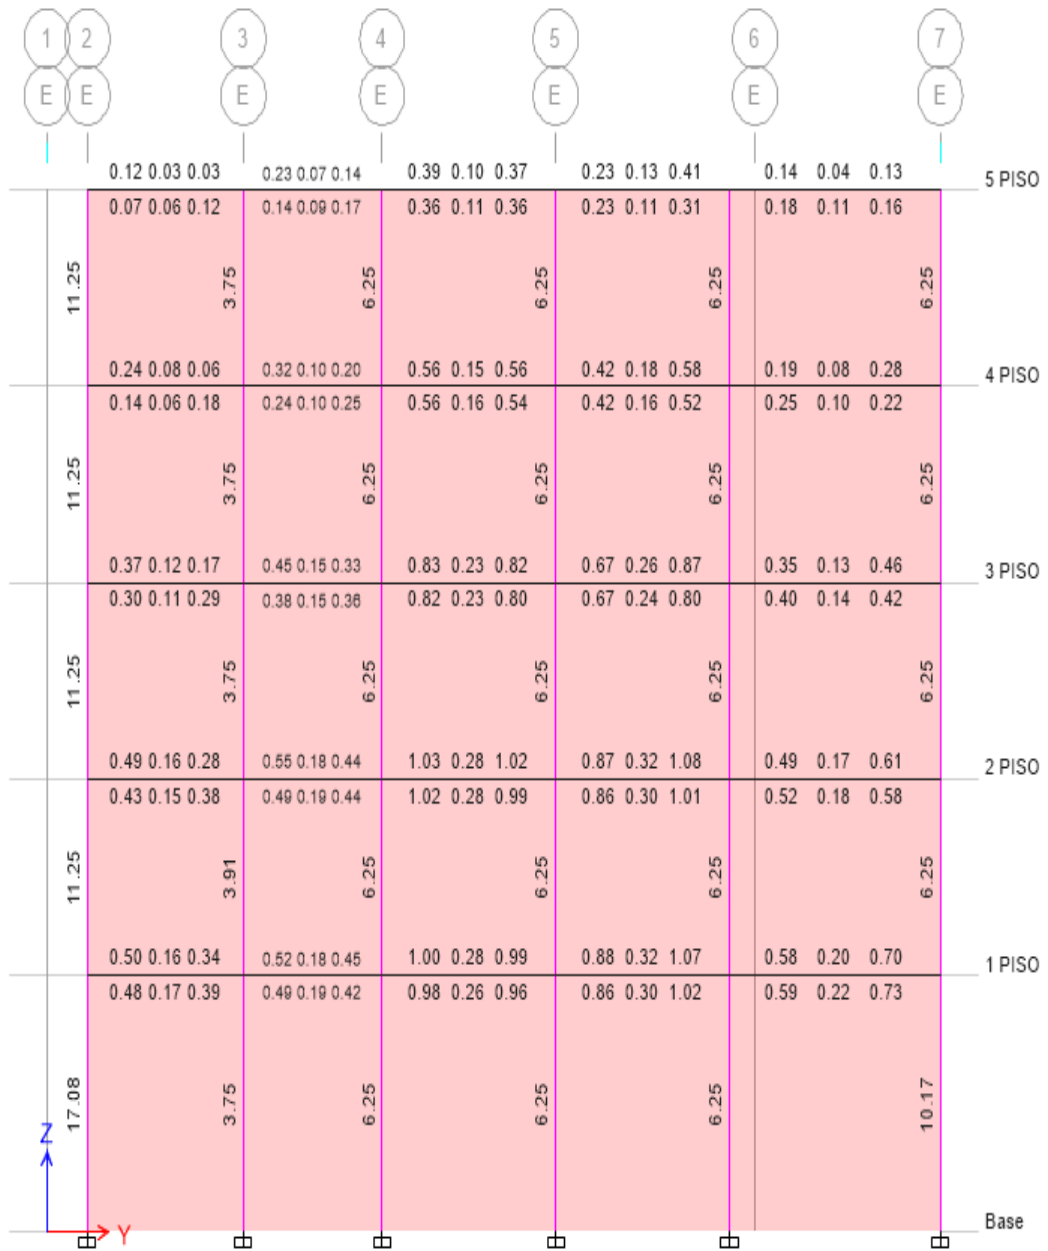 1 2 3 4 5 6 7
E E E E E E E
0.12 0.03 0.03 0.23 0.07 0.14 0.39 0.10 0.37 0.23 0.13 0.41 0.14 0.04 0.13
5 PISO
0.07 0.06 0.12 0.14 0.09 0.17 0.36 0.11 0.36 0.23 0.11 0.31 0.18 0.11 0.16
11.25 3.75 6.25 6.25 6.25 6.25
0.24 0.08 0.06 0.32 0.10 0.20 0.56 0.15 0.56 0.42 0.18 0.58 0.19 0.08 0.28
4 PISO
0.14 0.06 0.18 0.24 0.10 0.25 0.56 0.16 0.54 0.42 0.16 0.52 0.25 0.10 0.22
11.25 3.75 6.25 6.25 6.25 6.25
0.37 0.12 0.17 0.45 0.15 0.33 0.83 0.23 0.82 0.67 0.26 0.87 0.35 0.13 0.46
3 PISO
0.30 0.11 0.29 0.38 0.15 0.36 0.82 0.23 0.80 0.67 0.24 0.80 0.40 0.14 0.42
11.25 3.75 6.25 6.25 6.25 6.25
0.49 0.16 0.28 0.55 0.18 0.44 1.03 0.28 1.02 0.87 0.32 1.08 0.49 0.17 0.61
2 PISO
0.43 0.15 0.38 0.49 0.19 0.44 1.02 0.28 0.99 0.86 0.30 1.01 0.52 0.18 0.58
11.25 3.91 6.25 6.25 6.25 6.25
0.50 0.16 0.34 0.52 0.18 0.45 1.00 0.28 0.99 0.88 0.32 1.07 0.58 0.20 0.70
1 PISO
0.48 0.17 0.39 0.49 0.19 0.42 0.98 0.26 0.96 0.86 0.30 1.02 0.59 0.22 0.73
17.08 3.75 6.25 6.25 6.25 10.17
Z
Base
Y